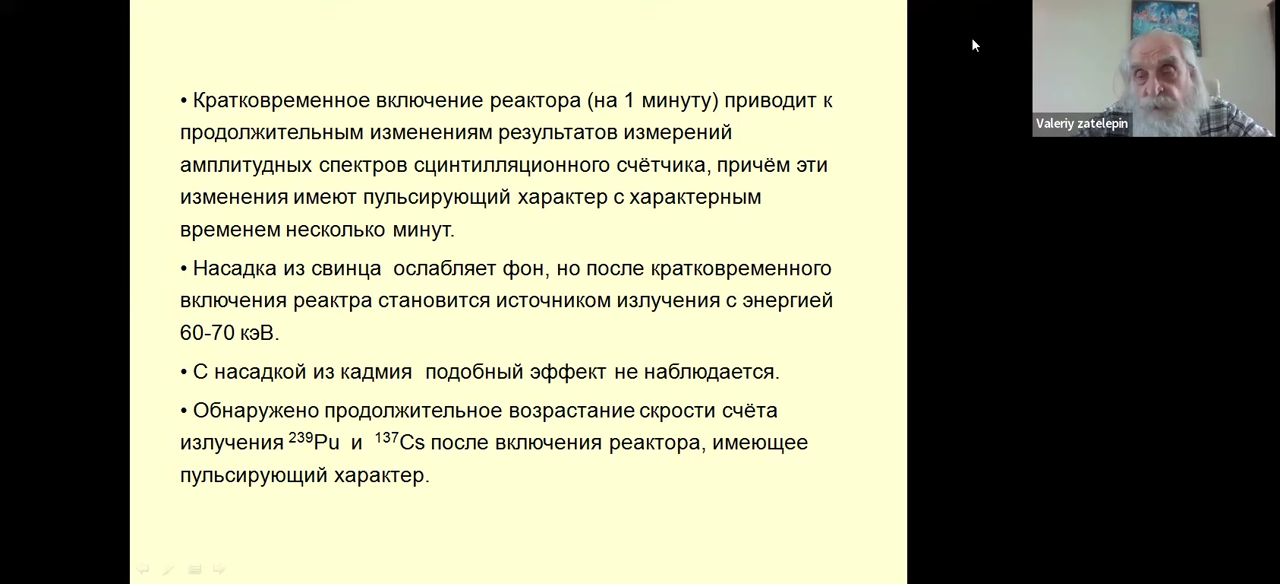 • Кратковременное включение реактора (на 1 минуту) приводит к
продолжительным изменениям результатов измерений
амплитудных спектров сцинтилляционного счётчика, причём эти
изменения имеют пульсирующий характер с характерным
временем несколько минут.
• Насадка из свинца ослабляет фон, но после кратковременного
включения реактра становится источником излучения с энергией
60-70 кэВ.
• С насадкой из кадмия подобный эффект не наблюдается.
• Обнаружено продолжительное возрастание скрости счёта
излучения ²³⁹Pu и ¹³⁷Cs после включения реактора, имеющее
пульсирующий характер.
Valeriy zatelepin